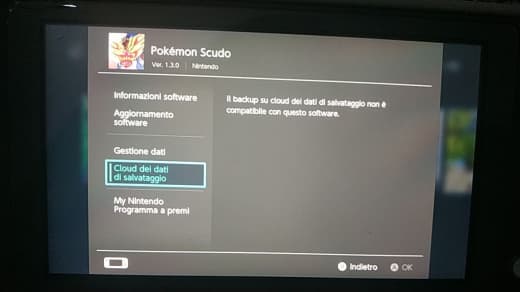 Pokémon Scudo
Ver. 1.3.0 | Nintendo
Informazioni software
Aggiornamento
software
Gestione dati
Cloud dei dati
di salvataggio
My Nintendo
Programma a premi
Il backup su cloud dei dati di salvataggio non è
compatibile con questo software.
Indietro
A OK